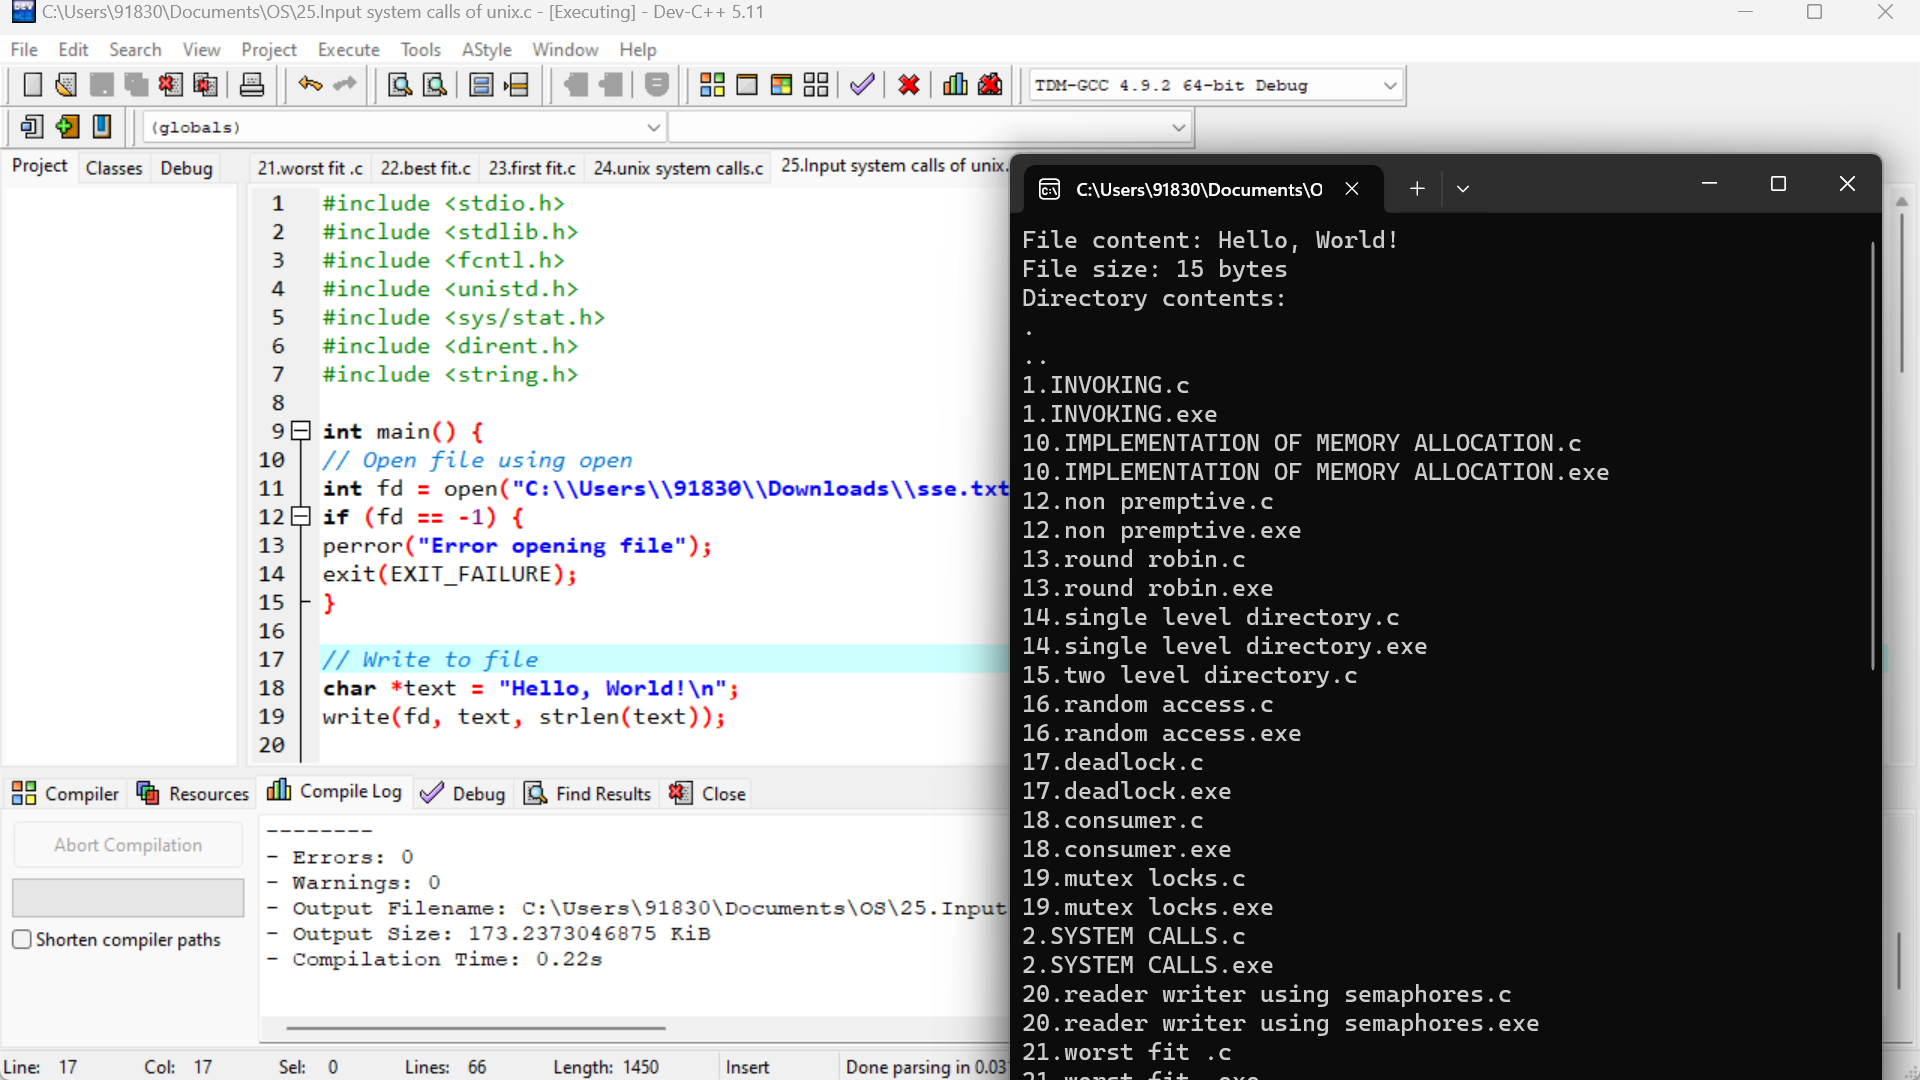 C:\Users\91830\Documents\OS\25.Input system calls of unix.c - [Executing] - Dev-C++ 5.11
File Edit Search View Project Execute Tools AStyle Window Help
TDM-GCC 4.9.2 64-bit Debug
(globals)
Project Classes Debug
21.worst fit .c 22.best fit.c 23.first fit.c 24.unix system calls.c 25.Input system calls of unix.
1 #include <stdio.h>
2 #include <stdlib.h>
3 #include <fcntl.h>
4 #include <unistd.h>
5 #include <sys/stat.h>
6 #include <dirent.h>
7 #include <string.h>
8
9 int main() {
10 // Open file using open
11 int fd = open("C:\\Users\\91830\\Downloads\\sse.txt
12 if (fd == -1) {
13 perror("Error opening file");
14 exit(EXIT_FAILURE);
15 }
16
17 // Write to file
18 char *text = "Hello, World!\n";
19 write(fd, text, strlen(text));
20
Compiler Resources Compile Log Debug Find Results Close
Abort Compilation
Shorten compiler paths
--------
- Errors: 0
- Warnings: 0
- Output Filename: C:\Users\91830\Documents\OS\25.Input
- Output Size: 173.2373046875 KiB
- Compilation Time: 0.22s
Line: 17 Col: 17 Sel: 0 Lines: 66 Length: 1450 Insert Done parsing in 0.03
C:\Users\91830\Documents\O
File content: Hello, World!
File size: 15 bytes
Directory contents:
.
..
1.INVOKING.c
1.INVOKING.exe
10.IMPLEMENTATION OF MEMORY ALLOCATION.c
10.IMPLEMENTATION OF MEMORY ALLOCATION.exe
12.non premptive.c
12.non premptive.exe
13.round robin.c
13.round robin.exe
14.single level directory.c
14.single level directory.exe
15.two level directory.c
16.random access.c
16.random access.exe
17.deadlock.c
17.deadlock.exe
18.consumer.c
18.consumer.exe
19.mutex locks.c
19.mutex locks.exe
2.SYSTEM CALLS.c
2.SYSTEM CALLS.exe
20.reader writer using semaphores.c
20.reader writer using semaphores.exe
21.worst fit .c
21.worst fit .exe